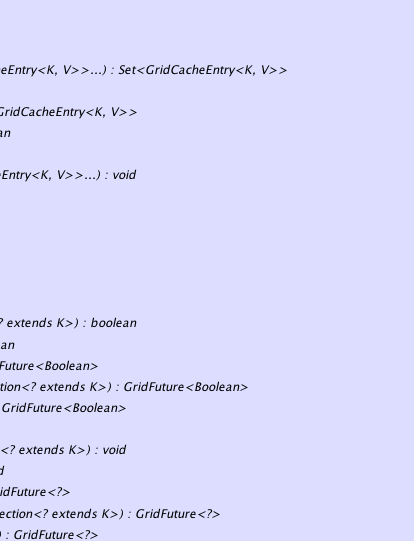 eEntry<K, V>>...) : Set<GridCacheEntry<K, V>>
GridCacheEntry<K, V>>
an
Entry<K, V>>...) : void
? extends K>) : boolean
an
Future<Boolean>
tion<? extends K>) : GridFuture<Boolean>
GridFuture<Boolean>
<? extends K>) : void
d
idFuture<?>
ection<? extends K>) : GridFuture<?>
) : GridFuture<?>